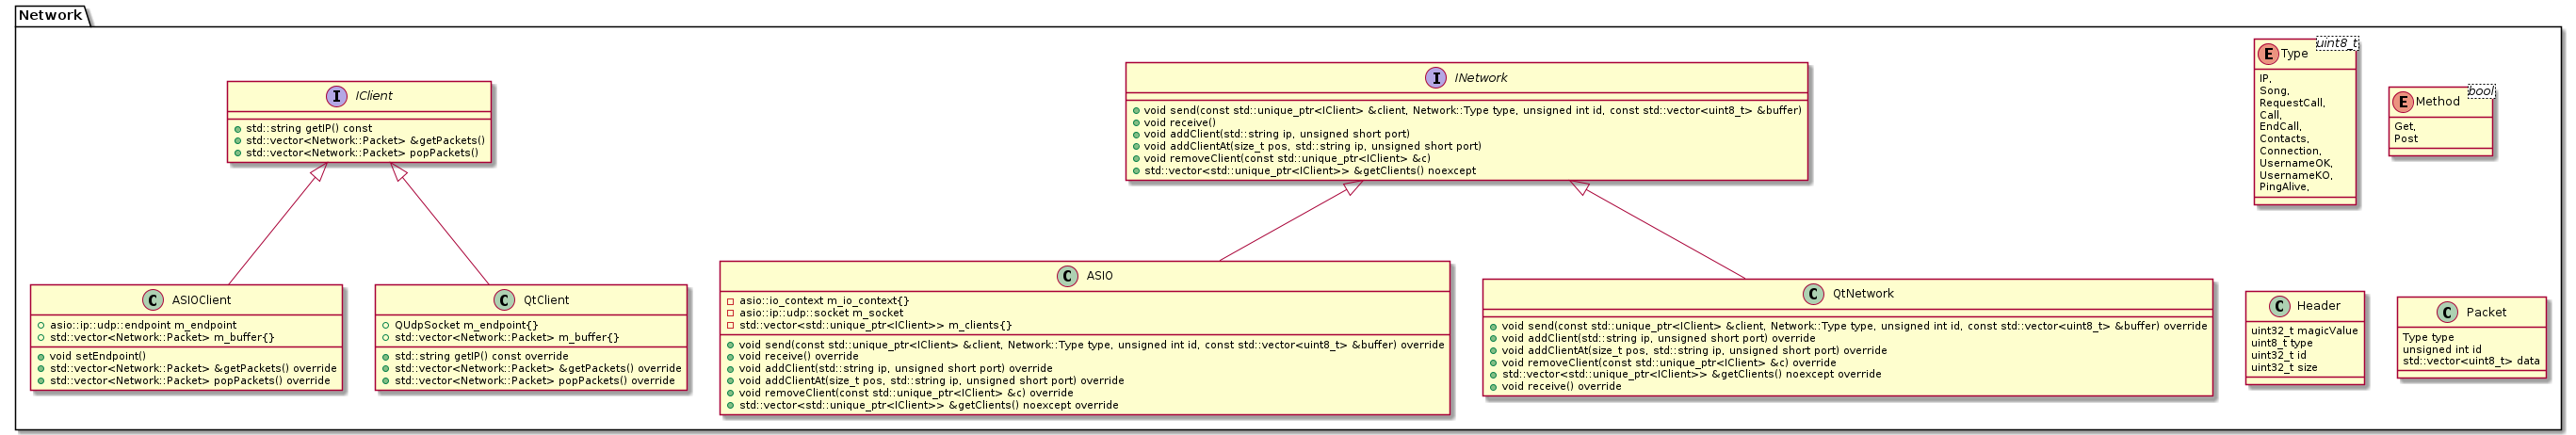 Network
I IClient
std::string getIP() const
std::vector<Network::Packet> &getPackets()
std::vector<Network::Packet> popPackets()
I INetwork
void send(const std::unique_ptr<IClient> &client, Network::Type type, unsigned int id, const std::vector<uint8_t> &buffer)
void receive()
void addClient(std::string ip, unsigned short port)
void addClientAt(size_t pos, std::string ip, unsigned short port)
void removeClient(const std::unique_ptr<IClient> &c)
std::vector<std::unique_ptr<IClient>> &getClients() noexcept
E Type uint8_t
IP,
Song,
RequestCall,
Call,
EndCall,
Contacts,
Connection,
UsernameOK,
UsernameKO,
PingAlive,
E Method bool
Get,
Post
C ASIOClient
asio::ip::udp::endpoint m_endpoint
std::vector<Network::Packet> m_buffer{}
void setEndpoint()
std::vector<Network::Packet> &getPackets() override
std::vector<Network::Packet> popPackets() override
C QtClient
QUdpSocket m_endpoint{}
std::vector<Network::Packet> m_buffer{}
std::string getIP() const override
std::vector<Network::Packet> &getPackets() override
std::vector<Network::Packet> popPackets() override
C ASIO
asio::io_context m_io_context{}
asio::ip::udp::socket m_socket
std::vector<std::unique_ptr<IClient>> m_clients{}
void send(const std::unique_ptr<IClient> &client, Network::Type type, unsigned int id, const std::vector<uint8_t> &buffer) override
void receive() override
void addClient(std::string ip, unsigned short port) override
void addClientAt(size_t pos, std::string ip, unsigned short port) override
void removeClient(const std::unique_ptr<IClient> &c) override
std::vector<std::unique_ptr<IClient>> &getClients() noexcept override
C QtNetwork
void send(const std::unique_ptr<IClient> &client, Network::Type type, unsigned int id, const std::vector<uint8_t> &buffer) override
void addClient(std::string ip, unsigned short port) override
void addClientAt(size_t pos, std::string ip, unsigned short port) override
void removeClient(const std::unique_ptr<IClient> &c) override
std::vector<std::unique_ptr<IClient>> &getClients() noexcept override
void receive() override
C Header
uint32_t magicValue
uint8_t type
uint32_t id
uint32_t size
C Packet
Type type
unsigned int id
std::vector<uint8_t> data